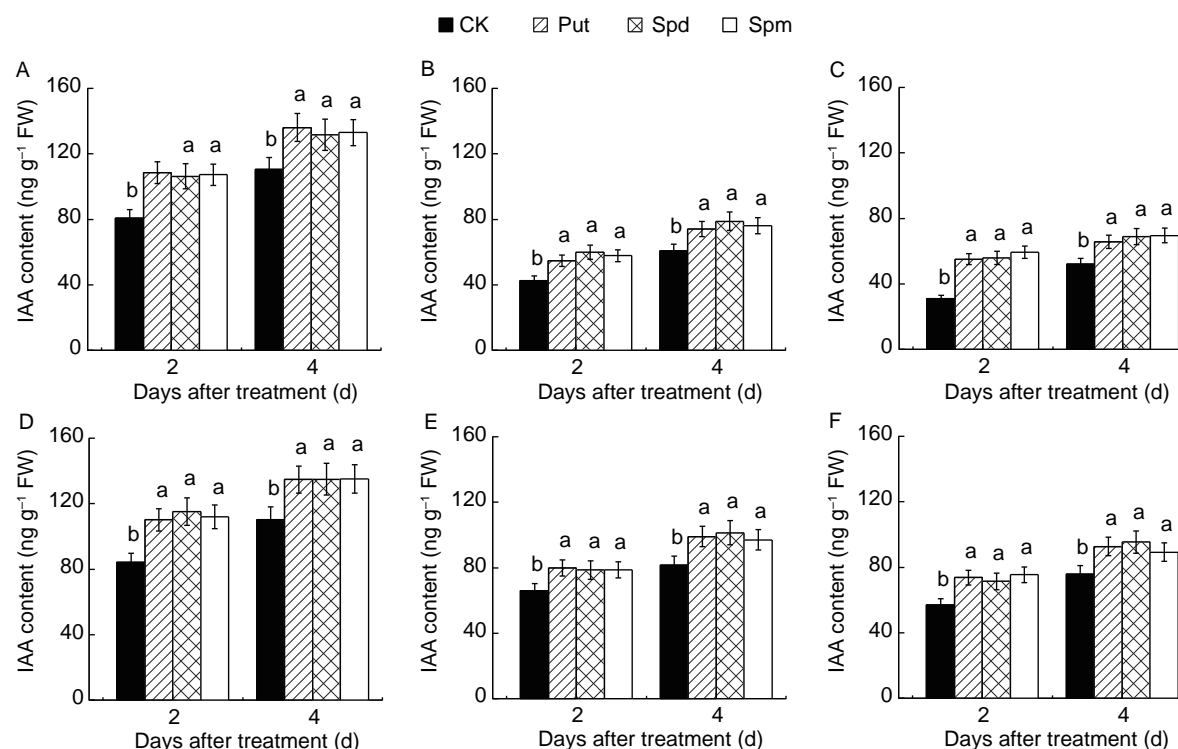 CK Put Spd Spm
A
IAA content (ng g⁻¹ FW)
160
120
80
40
0
b a a
b a a a
2 4
Days after treatment (d)
B
IAA content (ng g⁻¹ FW)
160
120
80
40
0
b a a a
b a a a
2 4
Days after treatment (d)
C
IAA content (ng g⁻¹ FW)
160
120
80
40
0
b a a a
b a a a
2 4
Days after treatment (d)
D
IAA content (ng g⁻¹ FW)
160
120
80
40
0
b a a a
b a a a
2 4
Days after treatment (d)
E
IAA content (ng g⁻¹ FW)
160
120
80
40
0
b a a a
b a a a
2 4
Days after treatment (d)
F
IAA content (ng g⁻¹ FW)
160
120
80
40
0
b a a a
b a a a
2 4
Days after treatment (d)